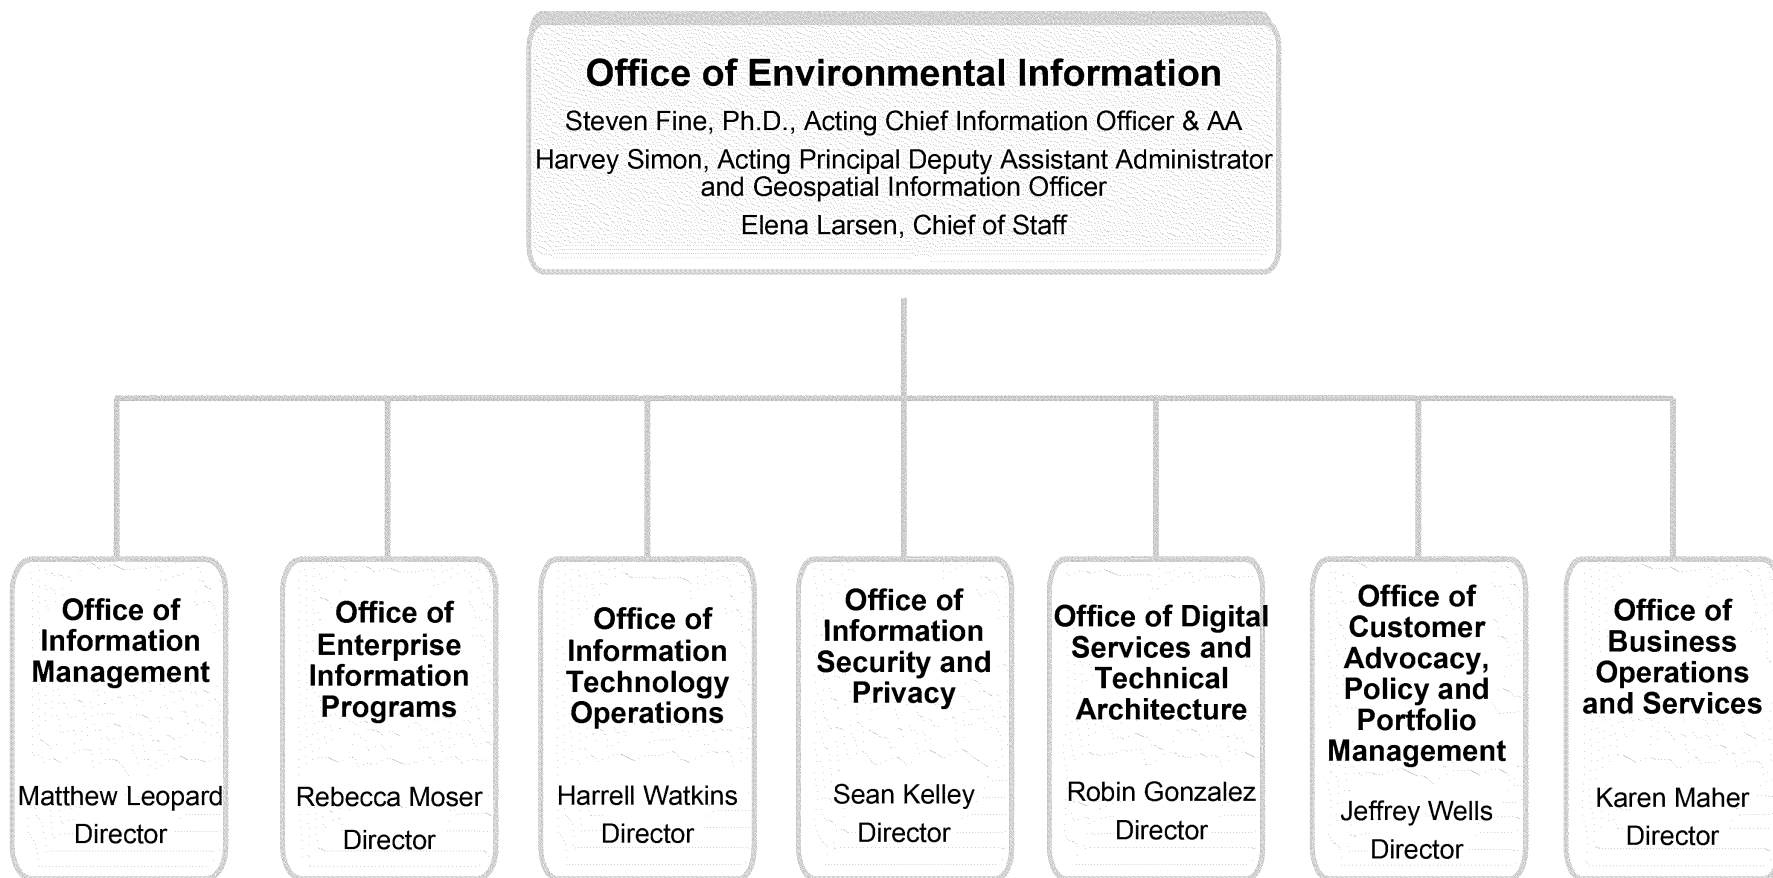 Office of Environmental Information
Steven Fine, Ph.D., Acting Chief Information Officer & AA
Harvey Simon, Acting Principal Deputy Assistant Administrator
and Geospatial Information Officer
Elena Larsen, Chief of Staff
Office of
Information
Management
Matthew Leopard
Director
Office of
Enterprise
Information
Programs
Rebecca Moser
Director
Office of
Information
Technology
Operations
Harrell Watkins
Director
Office of
Information
Security and
Privacy
Sean Kelley
Director
Office of Digital
Services and
Technical
Architecture
Robin Gonzalez
Director
Office of
Customer
Advocacy,
Policy and
Portfolio
Management
Jeffrey Wells
Director
Office of
Business
Operations
and Services
Karen Maher
Director